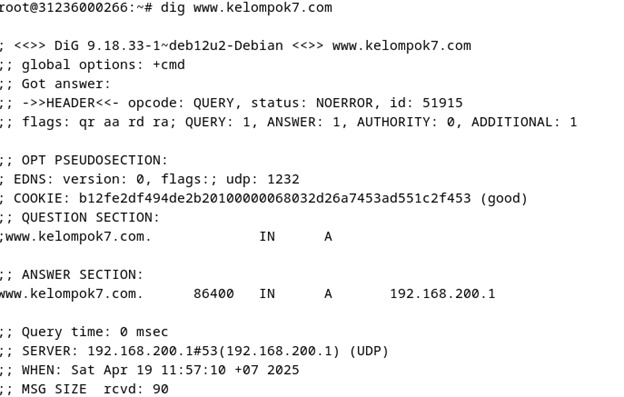 root@31236000266:~# dig www.kelompok7.com
; <<>> DiG 9.18.33-1~deb12u2-Debian <<>> www.kelompok7.com
;; global options: +cmd
;; Got answer:
;; ->>HEADER<<- opcode: QUERY, status: NOERROR, id: 51915
;; flags: qr aa rd ra; QUERY: 1, ANSWER: 1, AUTHORITY: 0, ADDITIONAL: 1
;; OPT PSEUDOSECTION:
; EDNS: version: 0, flags:; udp: 1232
; COOKIE: b12fe2df494de2b20100000068032d26a7453ad551c2f453 (good)
;; QUESTION SECTION:
;www.kelompok7.com. IN A
;; ANSWER SECTION:
www.kelompok7.com. 86400 IN A 192.168.200.1
;; Query time: 0 msec
;; SERVER: 192.168.200.1#53(192.168.200.1) (UDP)
;; WHEN: Sat Apr 19 11:57:10 +07 2025
;; MSG SIZE rcvd: 90